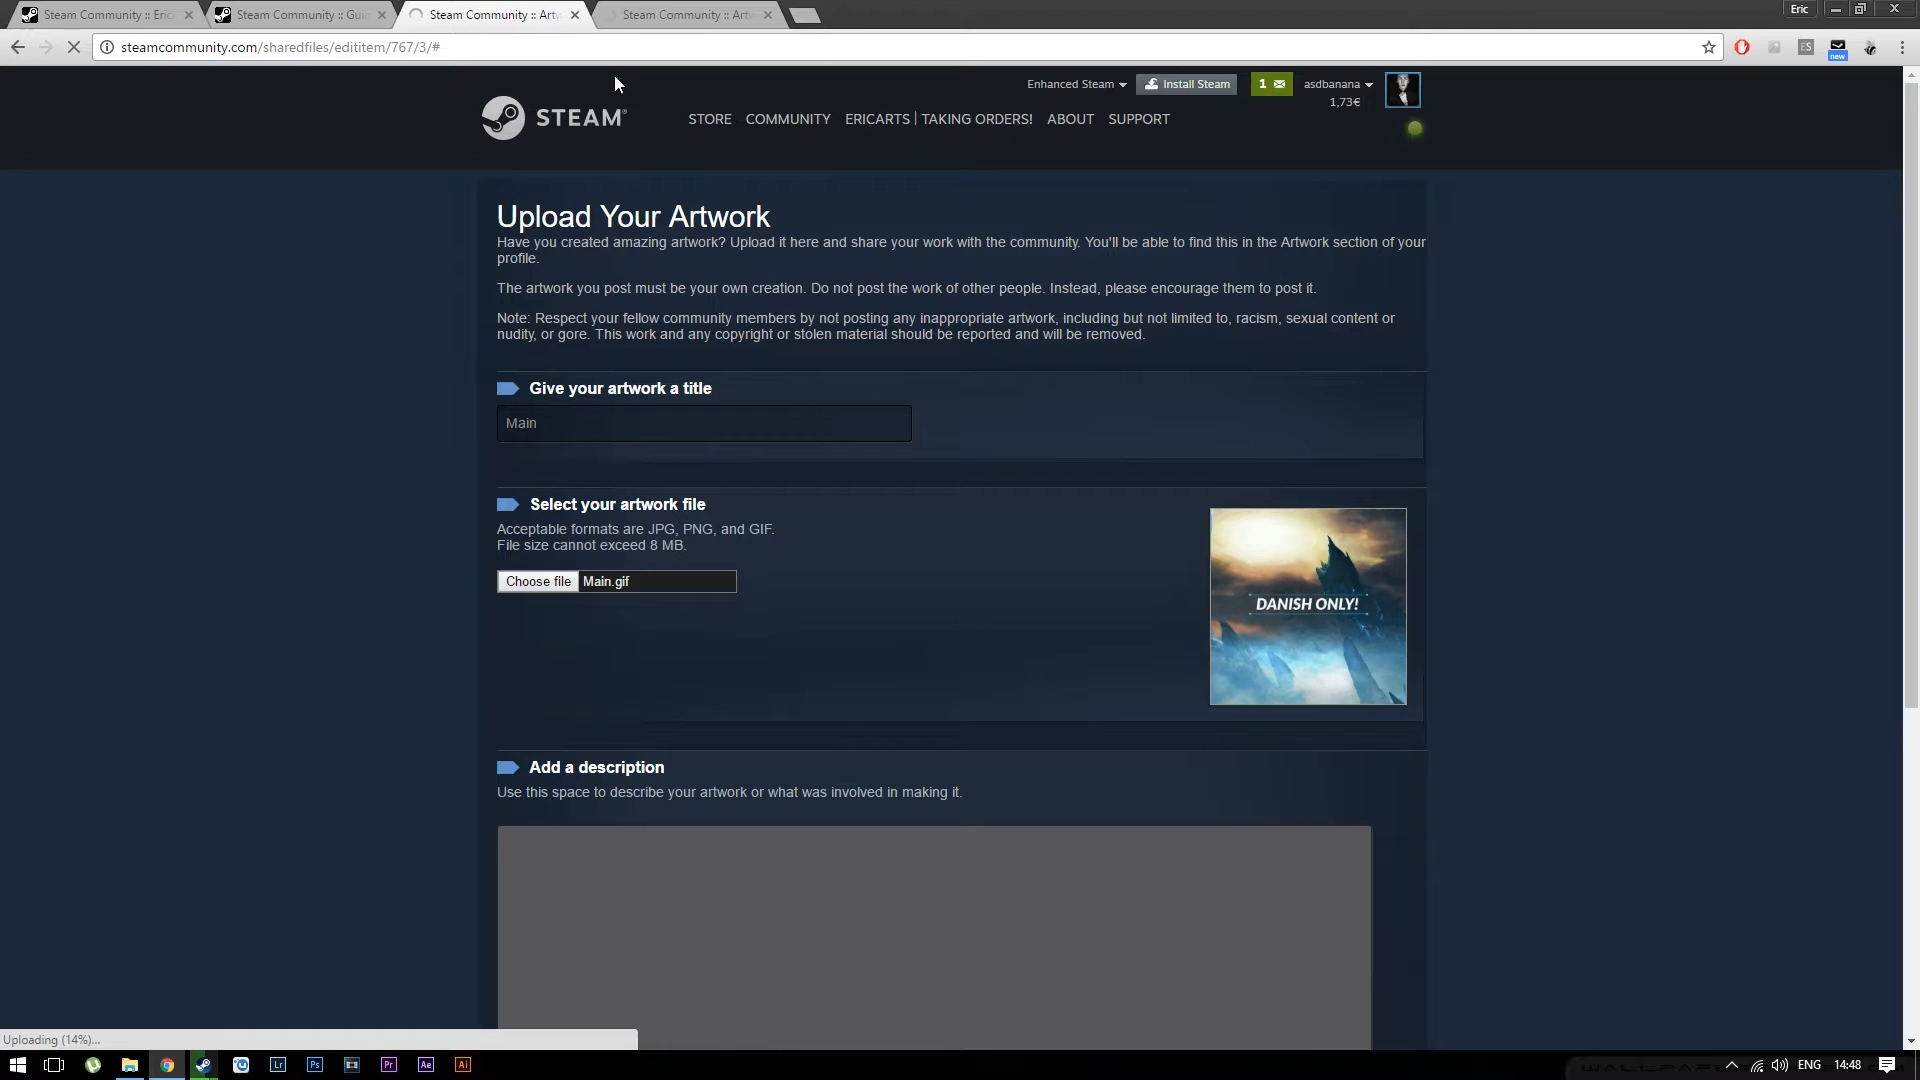 Steam Community :: Eric
Steam Community :: Gui
Steam Community :: Artw
Steam Community :: Artw
Eric
steamcommunity.com/sharedfiles/edititem/767/3/#
ES
new
Enhanced Steam
Install Steam
1
asdbanana
1,73€
STEAM
STORE
COMMUNITY
ERICARTS | TAKING ORDERS!
ABOUT
SUPPORT
Upload Your Artwork
Have you created amazing artwork? Upload it here and share your work with the community. You'll be able to find this in the Artwork section of your
profile.
The artwork you post must be your own creation. Do not post the work of other people. Instead, please encourage them to post it.
Note: Respect your fellow community members by not posting any inappropriate artwork, including but not limited to, racism, sexual content or
nudity, or gore. This work and any copyright or stolen material should be reported and will be removed.
Give your artwork a title
Main
Select your artwork file
Acceptable formats are JPG, PNG, and GIF.
File size cannot exceed 8 MB.
Choose file Main.gif
DANISH ONLY!
Add a description
Use this space to describe your artwork or what was involved in making it.
Uploading (14%)...
Lr
Ps
Pr
Ae
Ai
ENG
14:48